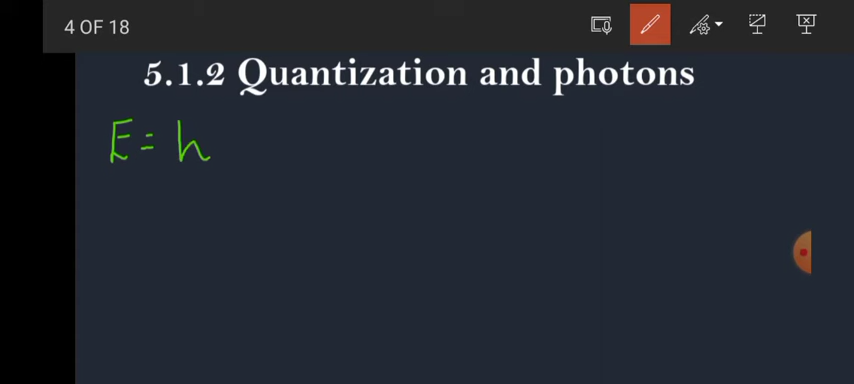 4 OF 18
5.1.2 Quantization and photons
E = h